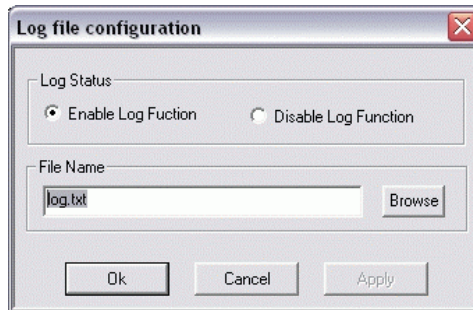 Log file configuration
Log Status
Enable Log Fuction
Disable Log Function
File Name
log.txt
Browse
Ok
Cancel
Apply